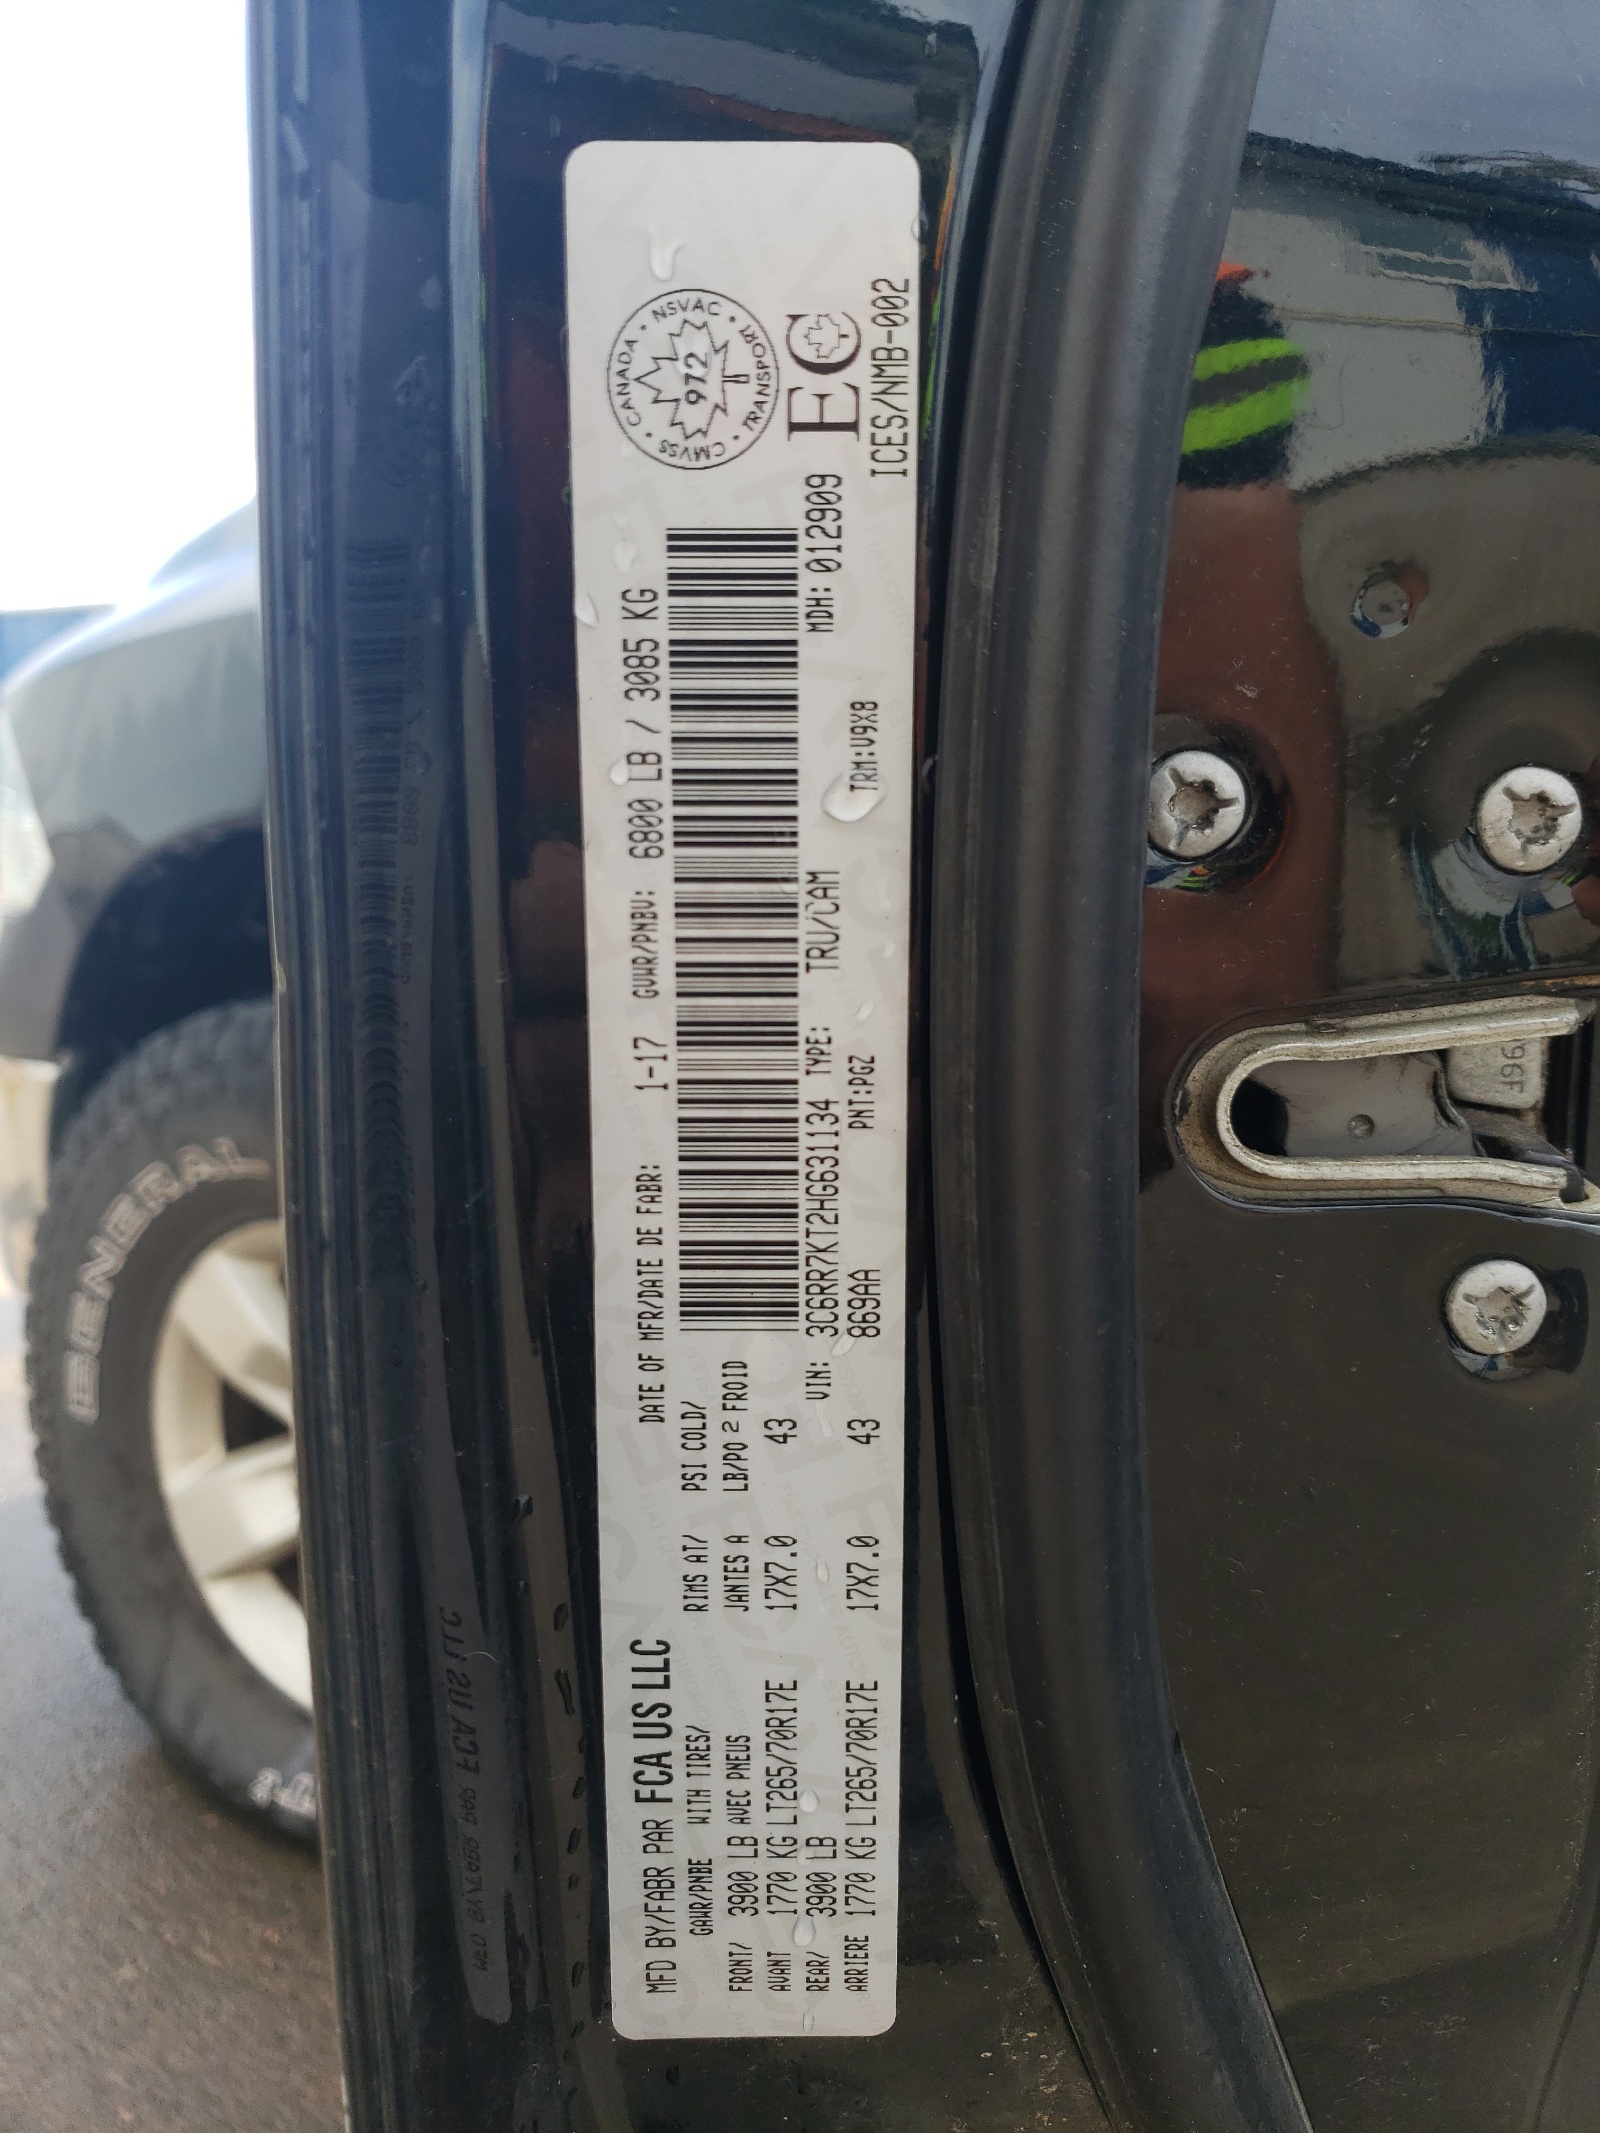 MFD BY/FABR PAR FCA US LLC
DATE OF MFR/DATE DE FABR: 1-17 GVWR/PNBV: 6800 LB / 3085 KG
GAWR/PNBE WITH TIRES/ RIMS AT/ PSI COLD/
FRONT/ 3900 LB AVEC PNEUS JANTES A LB/PO 2 FROID
AVANT 1770 KG LT265/70R17E 17X7.0 43
REAR/ 3900 LB
ARRIERE 1770 KG LT265/70R17E 17X7.0 43
VIN: 3C6RR7KT2HG631134 TYPE: TRU/CAM MDH: 012909
869AA PNT:PGZ TRM:V9X8
CANADA • NSVAC • TRANSPORT • CMVSS •
972
EC
ICES/NMB-002
GENERAL